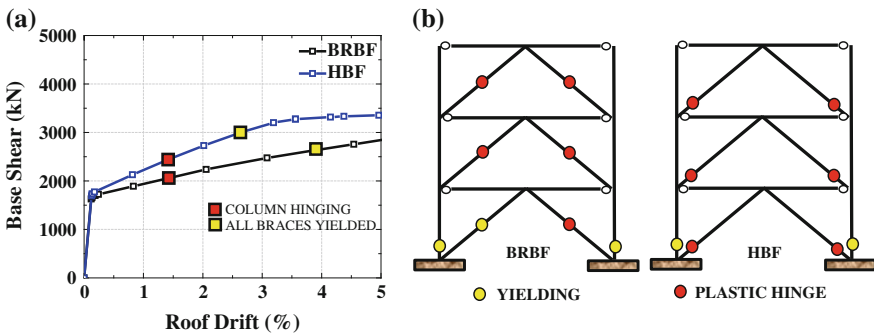 (a)
5000
4000
3000
2000
1000
0
Base Shear (kN)
0 1 2 3 4 5
Roof Drift (%)
BRBF
HBF
COLUMN HINGING
ALL BRACES YIELDED
(b)
BRBF
HBF
YIELDING
PLASTIC HINGE